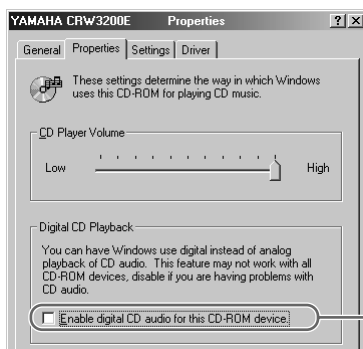 YAMAHA CRW3200E Properties
General Properties Settings Driver
These settings determine the way in which Windows
uses this CD-ROM for playing CD music.
CD Player Volume
Low High
Digital CD Playback
You can have Windows use digital instead of analog
playback of CD audio. This feature may not work with all
CD-ROM devices, disable if you are having problems with
CD audio.
Enable digital CD audio for this CD-ROM device.